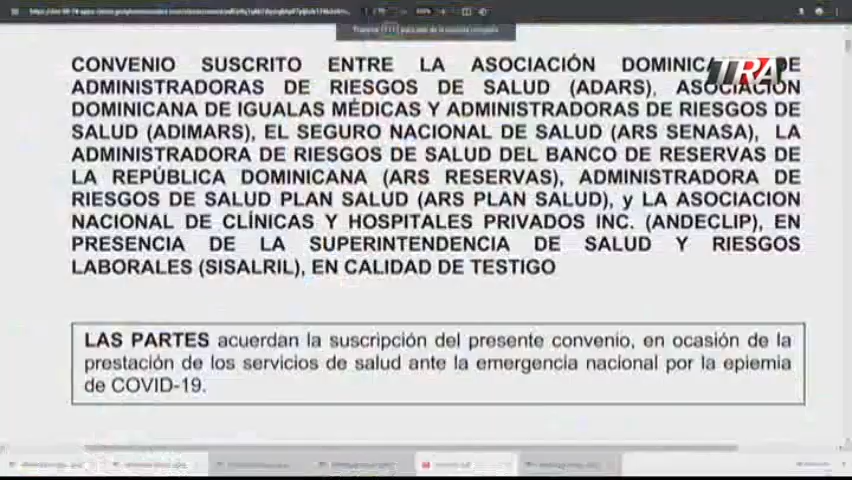 CONVENIO SUSCRITO ENTRE LA ASOCIACIÓN DOMINICANA DE
ADMINISTRADORAS DE RIESGOS DE SALUD (ADARS), ASOCIACIÓN
DOMINICANA DE IGUALAS MÉDICAS Y ADMINISTRADORAS DE RIESGOS DE
SALUD (ADIMARS), EL SEGURO NACIONAL DE SALUD (ARS SENASA), LA
ADMINISTRADORA DE RIESGOS DE SALUD DEL BANCO DE RESERVAS DE
LA REPÚBLICA DOMINICANA (ARS RESERVAS), ADMINISTRADORA DE
RIESGOS DE SALUD PLAN SALUD (ARS PLAN SALUD), y LA ASOCIACION
NACIONAL DE CLÍNICAS Y HOSPITALES PRIVADOS INC. (ANDECLIP), EN
PRESENCIA DE LA SUPERINTENDENCIA DE SALUD Y RIESGOS
LABORALES (SISALRIL), EN CALIDAD DE TESTIGO
TRA
LAS PARTES acuerdan la suscripción del presente convenio, en ocasión de la
prestación de los servicios de salud ante la emergencia nacional por la epiemia
de COVID-19.